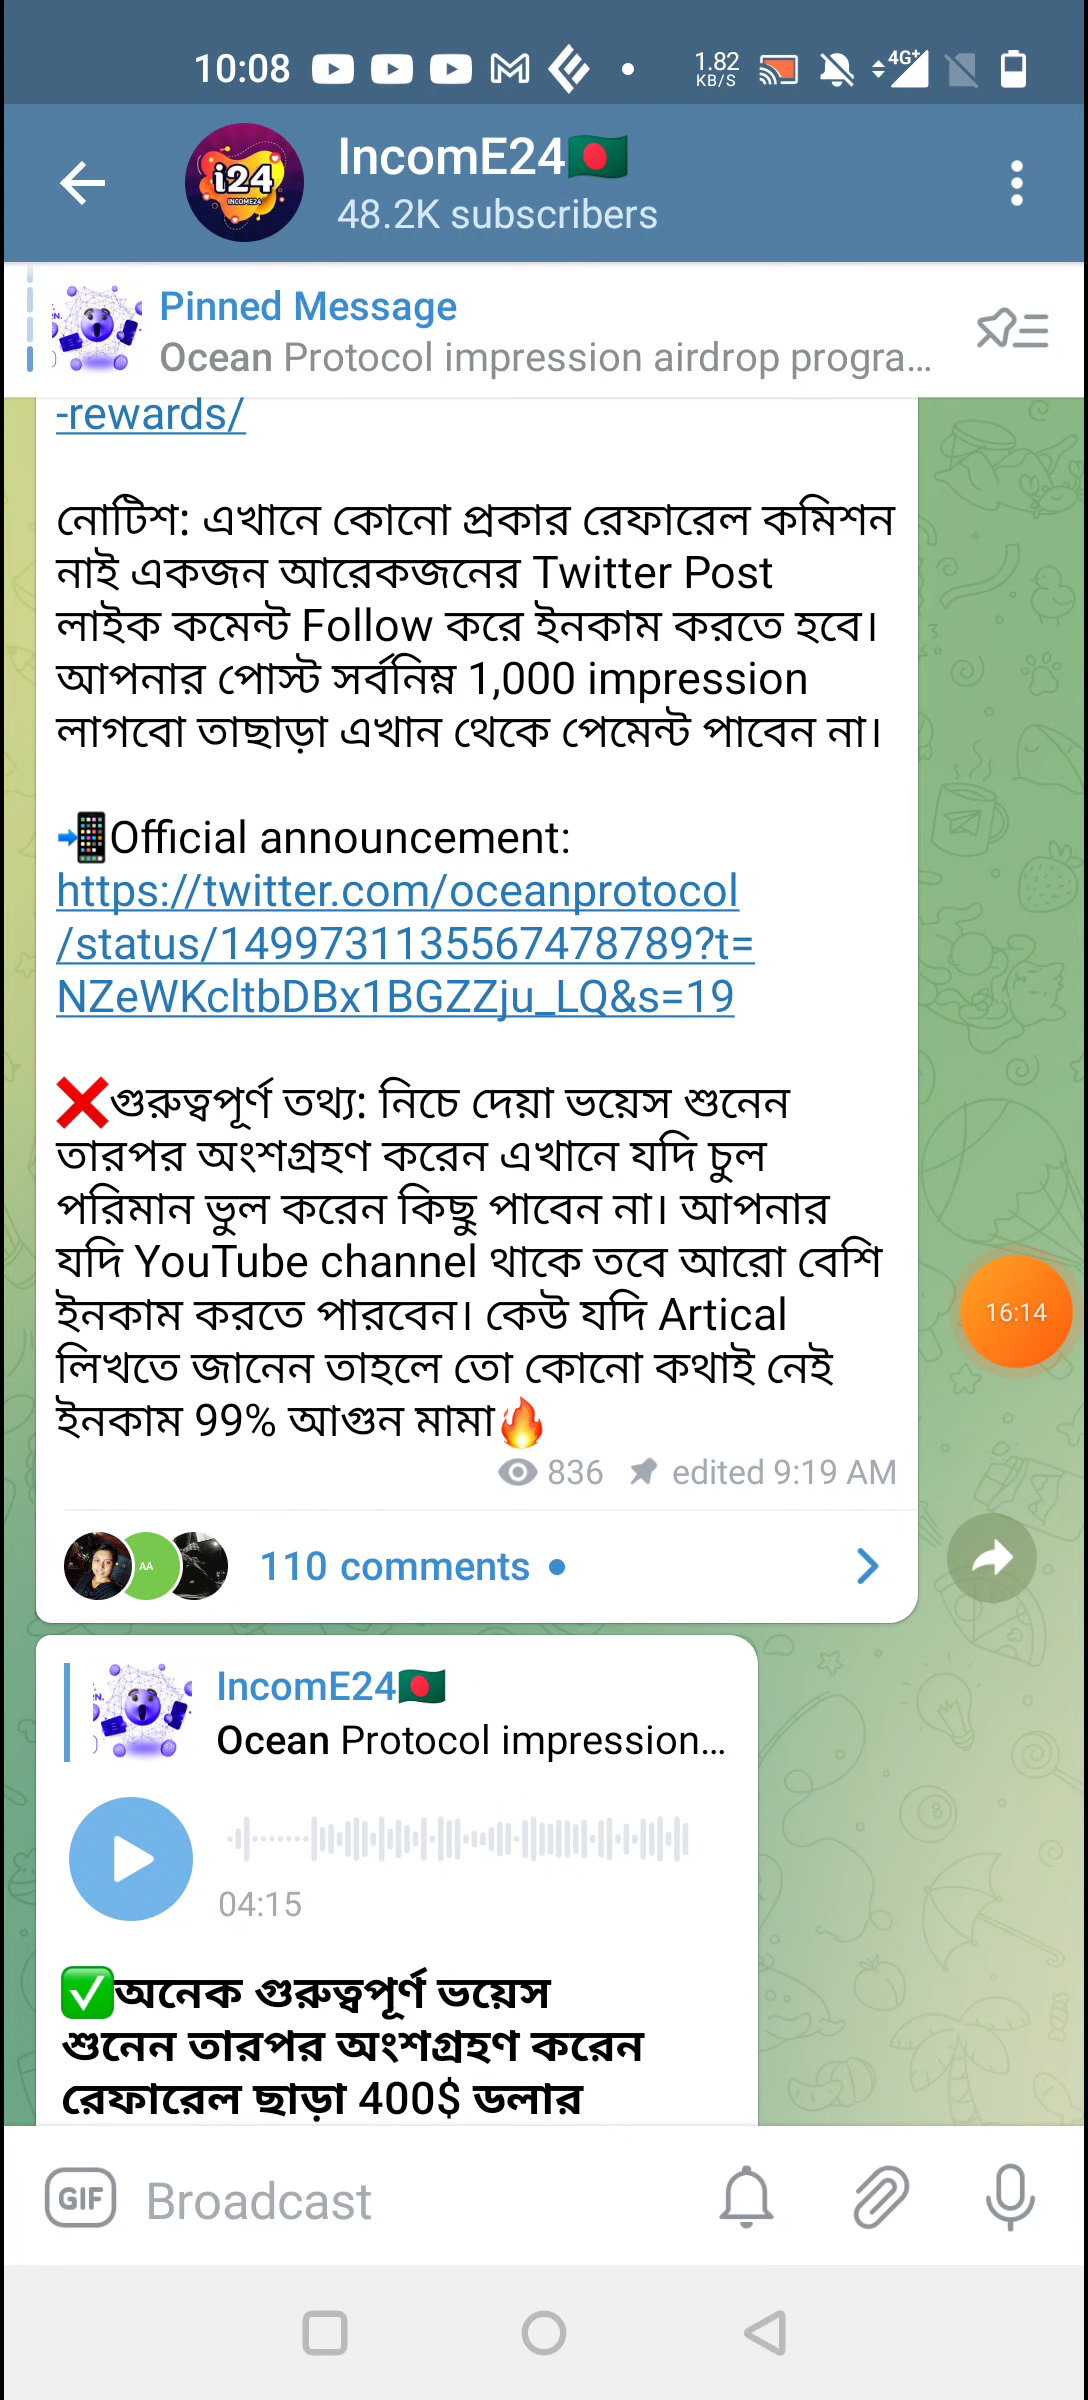 10:08
1.82
KB/S
4G+
i24
INCOME24
IncomE24
48.2K subscribers
Pinned Message
Ocean Protocol impression airdrop progra...
-rewards/
নোটিশ: এখানে কোনো প্রকার রেফারেল কমিশন
নাই একজন আরেকজনের Twitter Post
লাইক কমেন্ট Follow করে ইনকাম করতে হবে।
আপনার পোস্ট সর্বনিম্ন 1,000 impression
লাগবো তাছাড়া এখান থেকে পেমেন্ট পাবেন না।
📲Official announcement:
https://twitter.com/oceanprotocol
/status/1499731135567478789?t=
NZeWKcltbDBx1BGZZju_LQ&s=19
❌গুরুত্বপূর্ণ তথ্য: নিচে দেয়া ভয়েস শুনেন
তারপর অংশগ্রহণ করেন এখানে যদি চুল
পরিমান ভুল করেন কিছু পাবেন না। আপনার
যদি YouTube channel থাকে তবে আরো বেশি
ইনকাম করতে পারবেন। কেউ যদি Artical
লিখতে জানেন তাহলে তো কোনো কথাই নেই
ইনকাম 99% আগুন মামা🔥
836 edited 9:19 AM
16:14
AA
110 comments
IncomE24🇧🇩
Ocean Protocol impression...
04:15
✅অনেক গুরুত্বপূর্ণ ভয়েস
শুনেন তারপর অংশগ্রহণ করেন
রেফারেল ছাড়া 400$ ডলার
GIF Broadcast